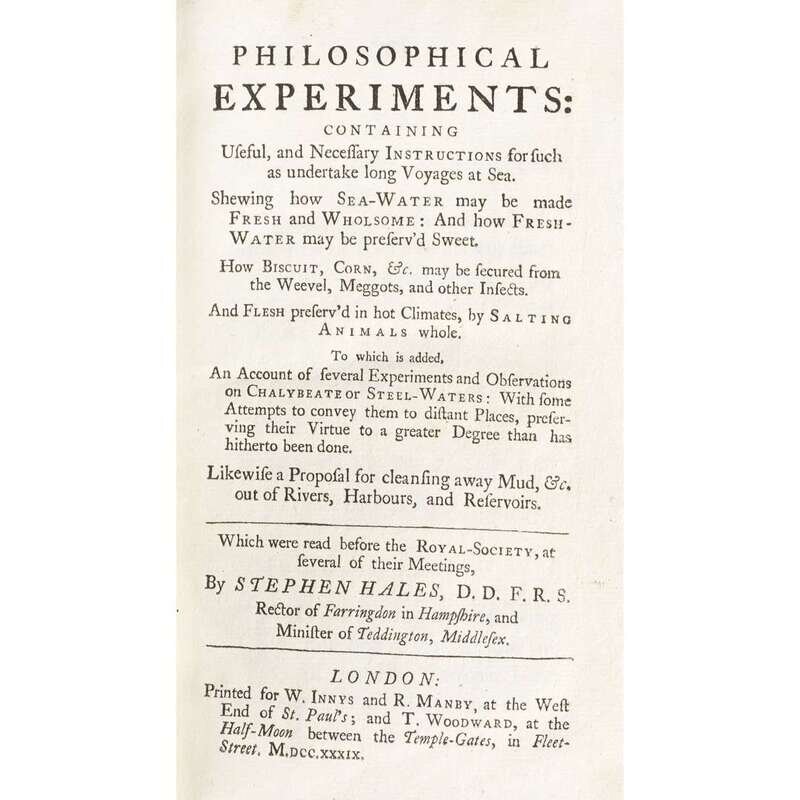 PHILOSOPHICAL
EXPERIMENTS:
CONTAINING
Uſeful, and Neceſſary INSTRUCTIONS for ſuch
as undertake long Voyages at Sea.
Shewing how SEA-WATER may be made
FRESH and WHOLSOME: And how FRESH-
WATER may be preſerv'd Sweet.
How BISCUIT, CORN, &c. may be ſecured from
the Weevel, Meggots, and other Inſects.
And FLESH preſerv'd in hot Climates, by SALTING
ANIMALS whole.
To which is added,
An Account of ſeveral Experiments and Obſervations
on CHALYBEATE or STEEL-WATERS: With ſome
Attempts to convey them to diſtant Places, preſer-
ving their Virtue to a greater Degree than has
hitherto been done.
Likewiſe a Propoſal for cleanſing away Mud, &c.
out of Rivers, Harbours, and Reſervoirs.
Which were read before the ROYAL-SOCIETY, at
ſeveral of their Meetings,
By STEPHEN HALES, D. D. F. R. S.
Rector of Farringdon in Hampſhire, and
Miniſter of Teddington, Middleſex.
LONDON:
Printed for W. INNYS and R. MANBY, at the Weſt
End of St. Paul's; and T. WOODWARD, at the
Half-Moon between the Temple-Gates, in Fleet-
Street. M.DCC.XXXIX.